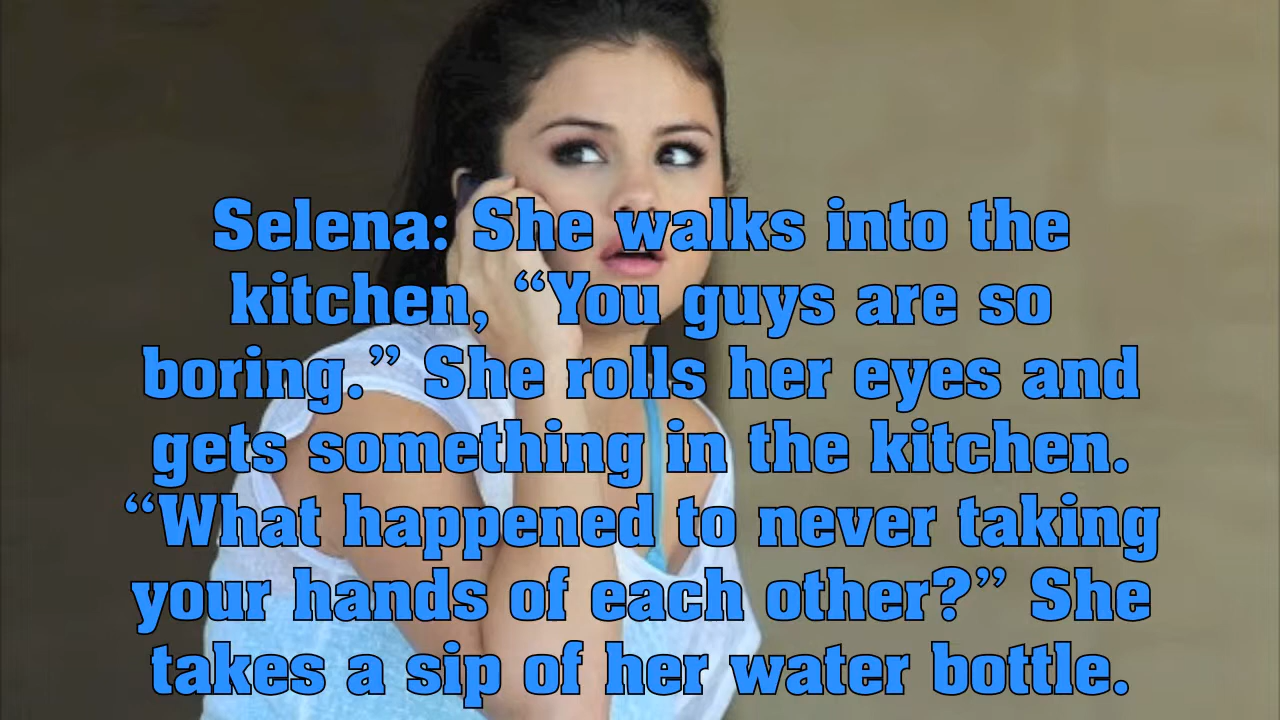 Selena: She walks into the
kitchen, “You guys are so
boring.” She rolls her eyes and
gets something in the kitchen.
“What happened to never taking
your hands of each other?” She
takes a sip of her water bottle.